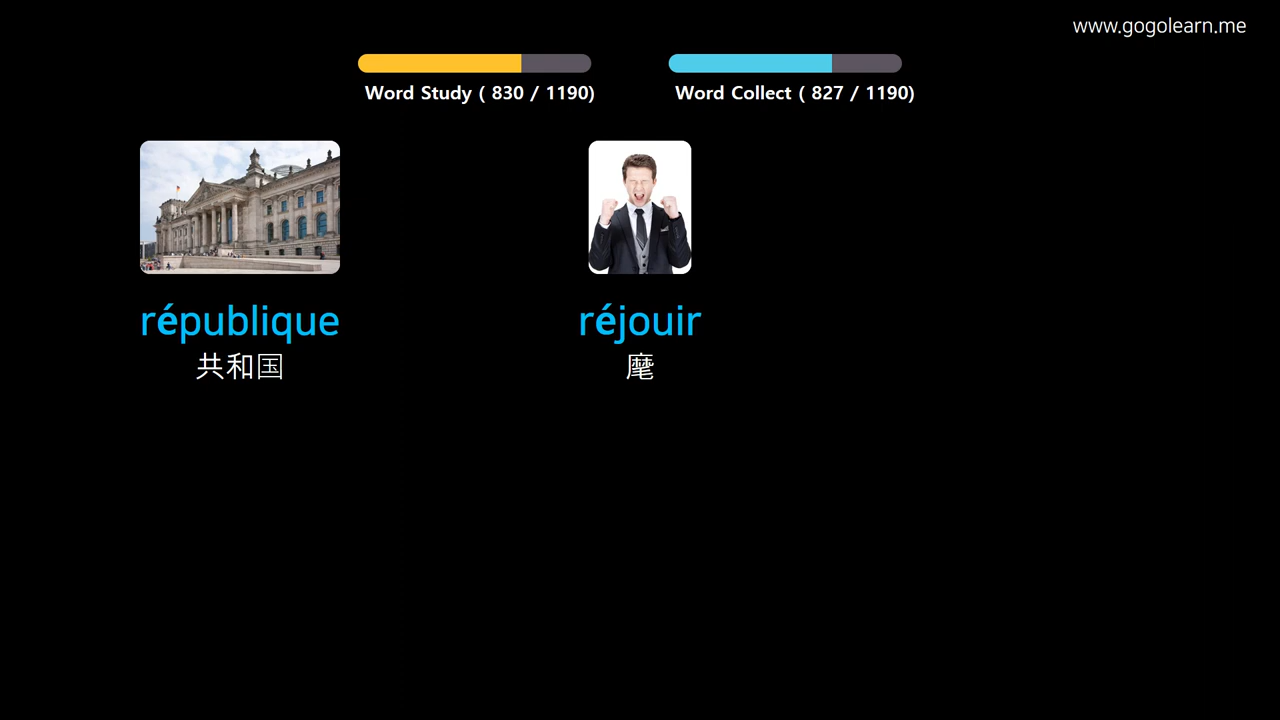 www.gogolearn.me
Word Study ( 830 / 1190)
Word Collect ( 827 / 1190)
république
réjouir
共和国
麾